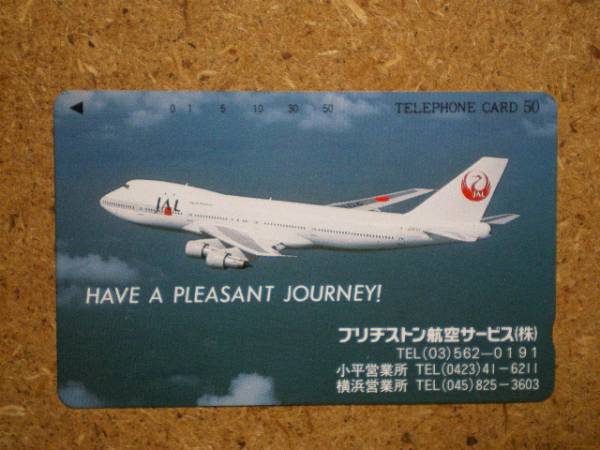 ◀ 0 1 5 10 30 50 TELEPHONE CARD 50
JAL
JAL
HAVE A PLEASANT JOURNEY!
ブリヂストン航空サービス(株)
TEL(03)562-0191
小平営業所 TEL(0423)41-6211
横浜営業所 TEL(045)825-3603